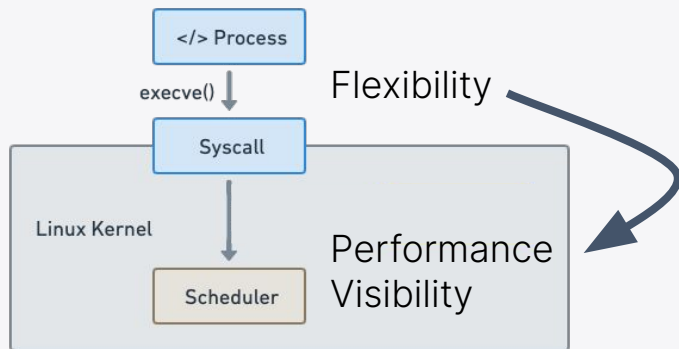 </> Process
execve()
Flexibility
Syscall
Linux Kernel
Performance
Visibility
Scheduler